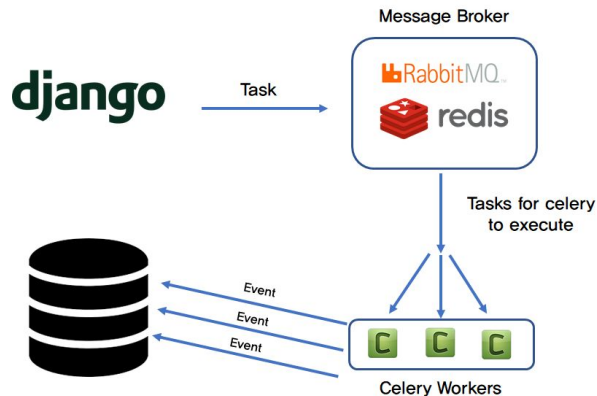 Message Broker
django
Task
RabbitMQ
redis
Tasks for celery
to execute
Event
Event
Event
C
C
C
Celery Workers